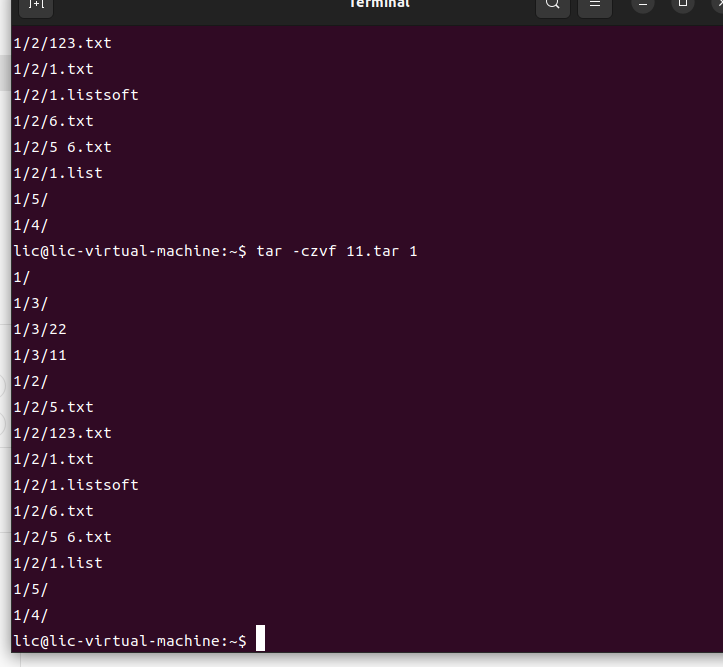 Terminal
1/2/123.txt
1/2/1.txt
1/2/1.listsoft
1/2/6.txt
1/2/5 6.txt
1/2/1.list
1/5/
1/4/
lic@lic-virtual-machine:~$ tar -czvf 11.tar 1
1/
1/3/
1/3/22
1/3/11
1/2/
1/2/5.txt
1/2/123.txt
1/2/1.txt
1/2/1.listsoft
1/2/6.txt
1/2/5 6.txt
1/2/1.list
1/5/
1/4/
lic@lic-virtual-machine:~$